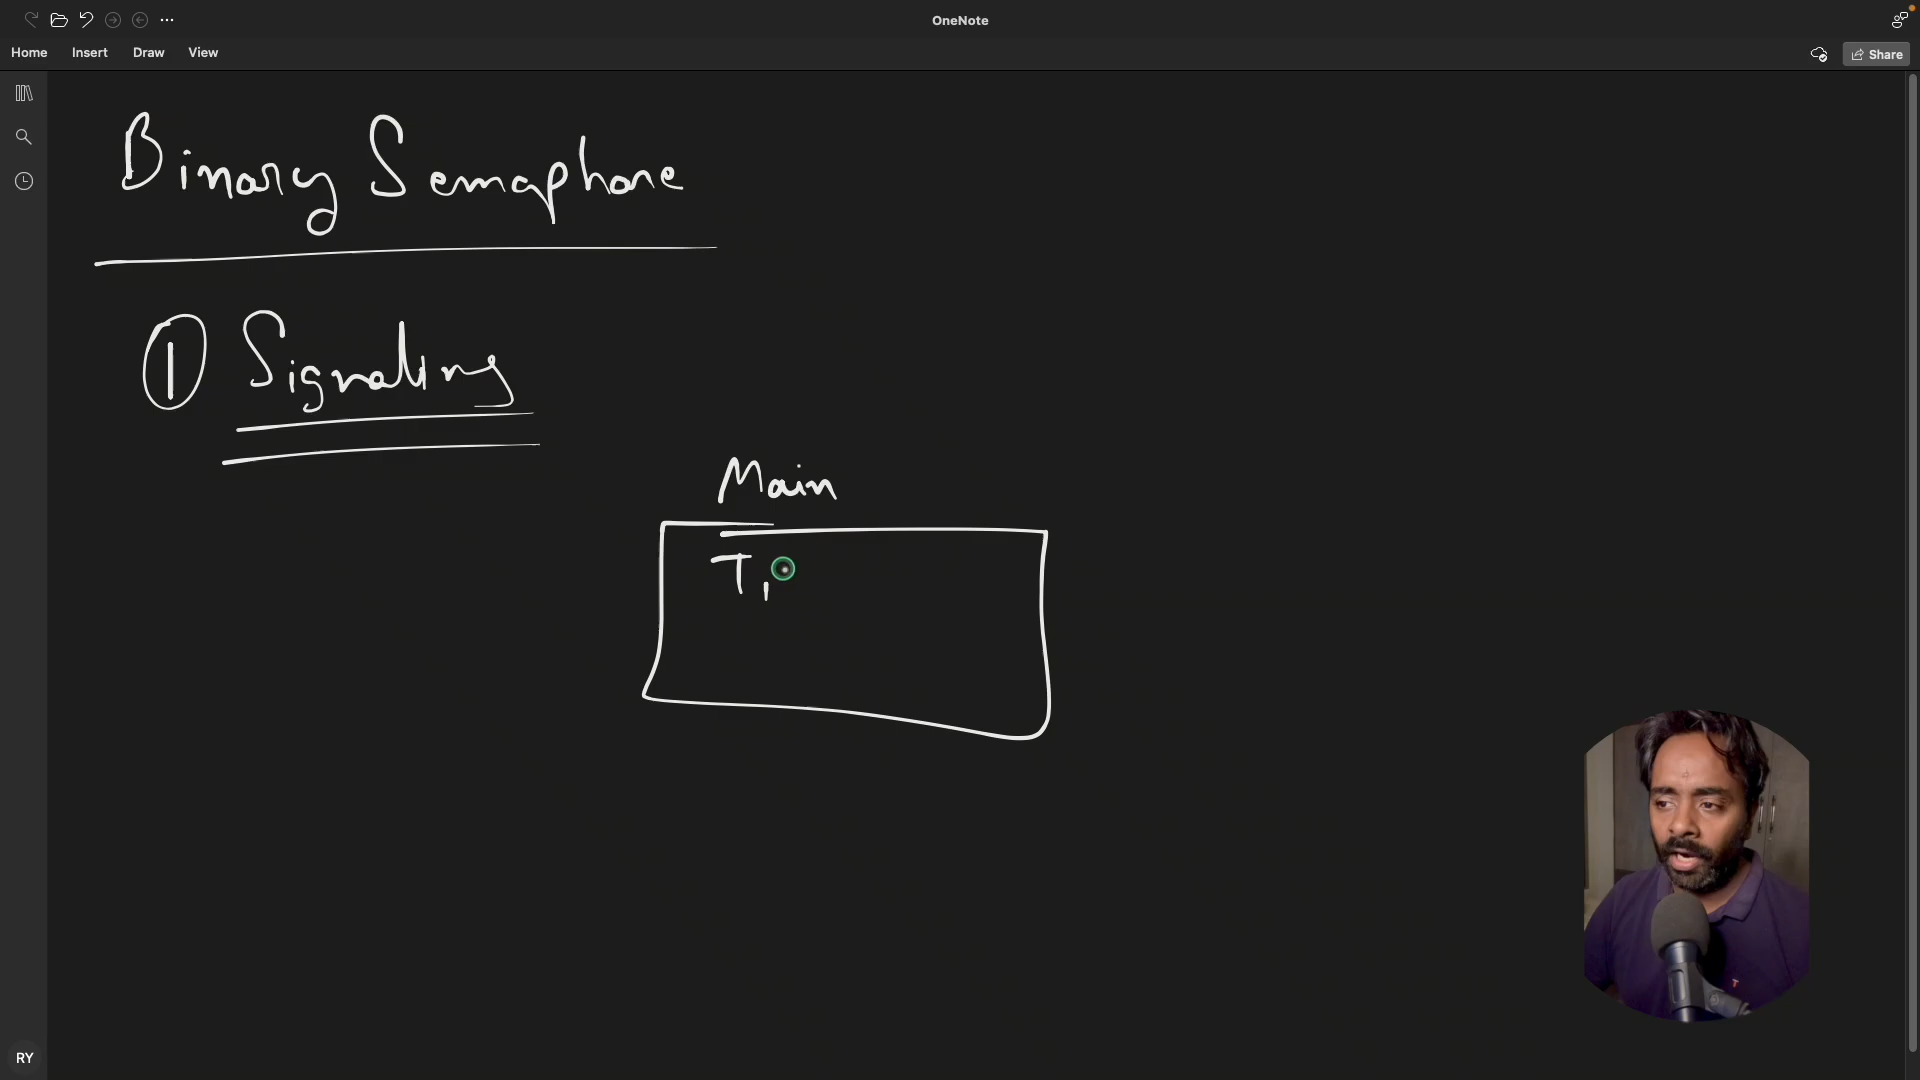 OneNote
Home Insert Draw View
Share
Binary Semaphore
① Signaling
Main
T1
RY